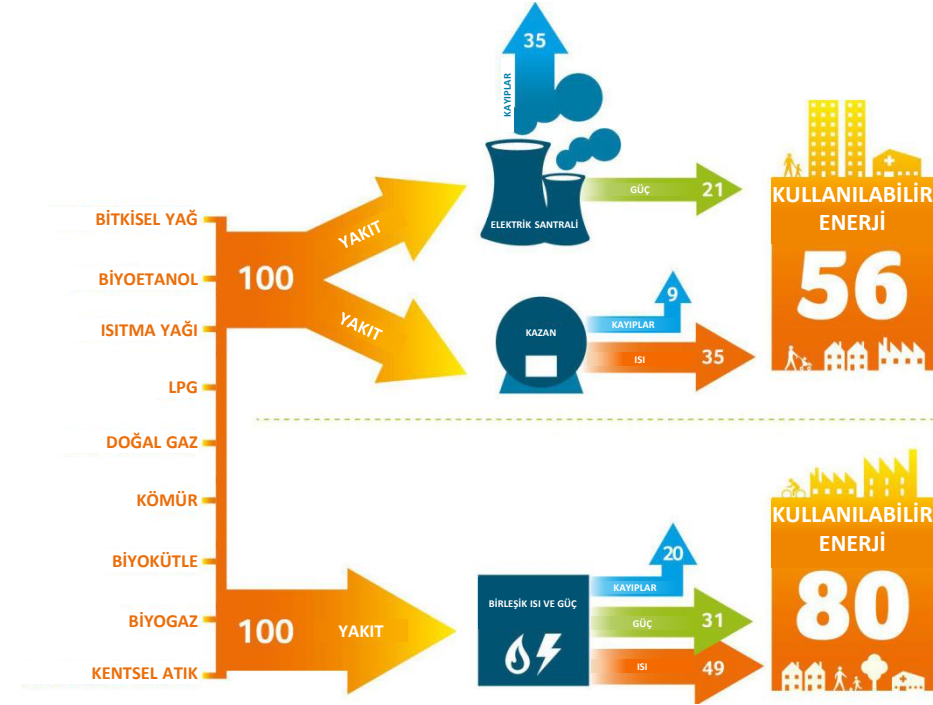 BİTKİSEL YAĞ
BİYOETANOL
ISITMA YAĞI
LPG
DOĞAL GAZ
KÖMÜR
BİYOKÜTLE
BİYOGAZ
KENTSEL ATIK
100
YAKIT
YAKIT
35
KAYIPLAR
ELEKTRİK SANTRALİ
GÜÇ
21
KAZAN
9
KAYIPLAR
ISI
35
KULLANILABİLİR
ENERJİ
56
100
YAKIT
BİRLEŞİK ISI VE GÜÇ
20
KAYIPLAR
GÜÇ
31
ISI
49
KULLANILABİLİR
ENERJİ
80